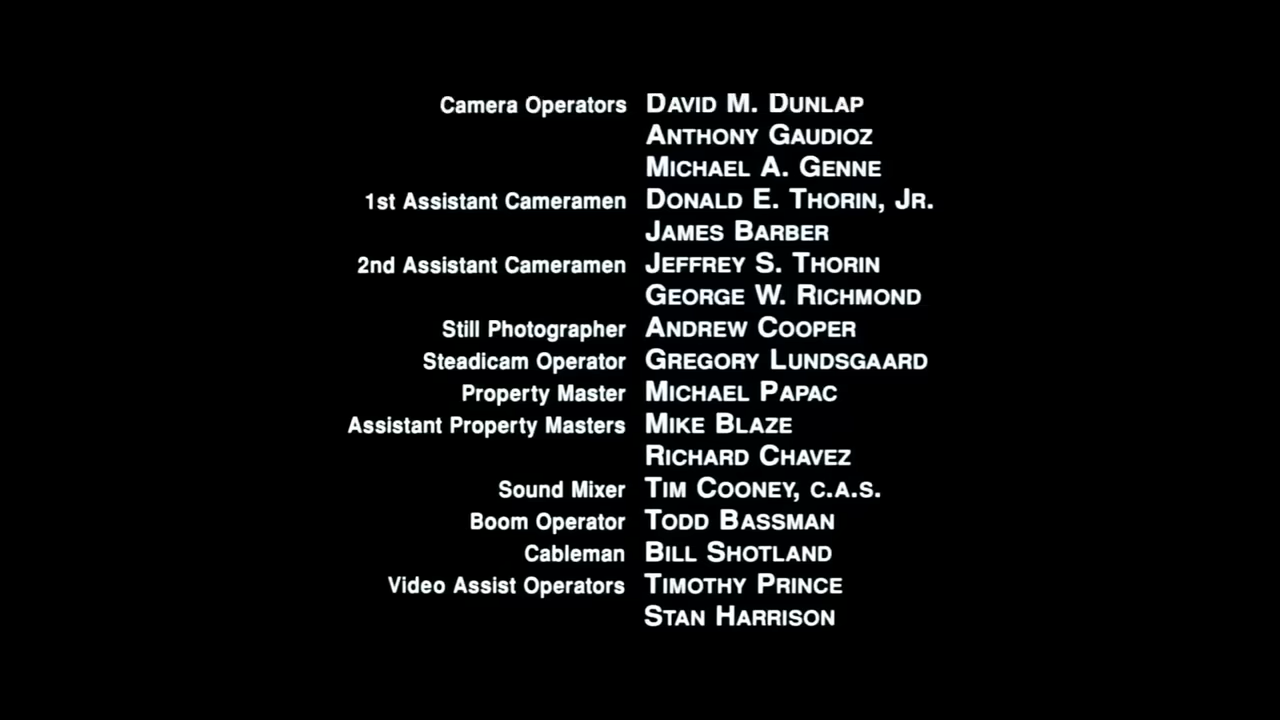 Camera Operators DAVID M. DUNLAP
ANTHONY GAUDIOZ
MICHAEL A. GENNE
1st Assistant Cameramen DONALD E. THORIN, JR.
JAMES BARBER
2nd Assistant Cameramen JEFFREY S. THORIN
GEORGE W. RICHMOND
Still Photographer ANDREW COOPER
Steadicam Operator GREGORY LUNDSGAARD
Property Master MICHAEL PAPAC
Assistant Property Masters MIKE BLAZE
RICHARD CHAVEZ
Sound Mixer TIM COONEY, C.A.S.
Boom Operator TODD BASSMAN
Cableman BILL SHOTLAND
Video Assist Operators TIMOTHY PRINCE
STAN HARRISON